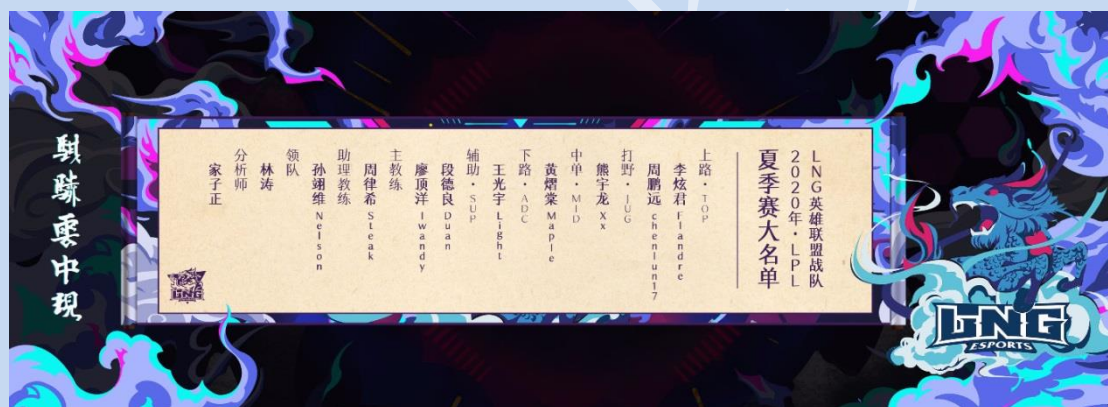 LNG英雄联盟战队
2020年·LPL
夏季赛大名单
上路·TOP
李炫君 Flandre
周鹏远 chenlun17
打野·JUG
熊宇龙 Xx
中单·MID
黄熠棠 Maple
下路·ADC
王光宇 Light
辅助·SUP
段德良 Duan
廖顶洋 Iwandy
主教练
周律希 Steak
助理教练
孙翊维 Nelson
领队
林涛
分析师
家子正
LNG
LNG
ESPORTS